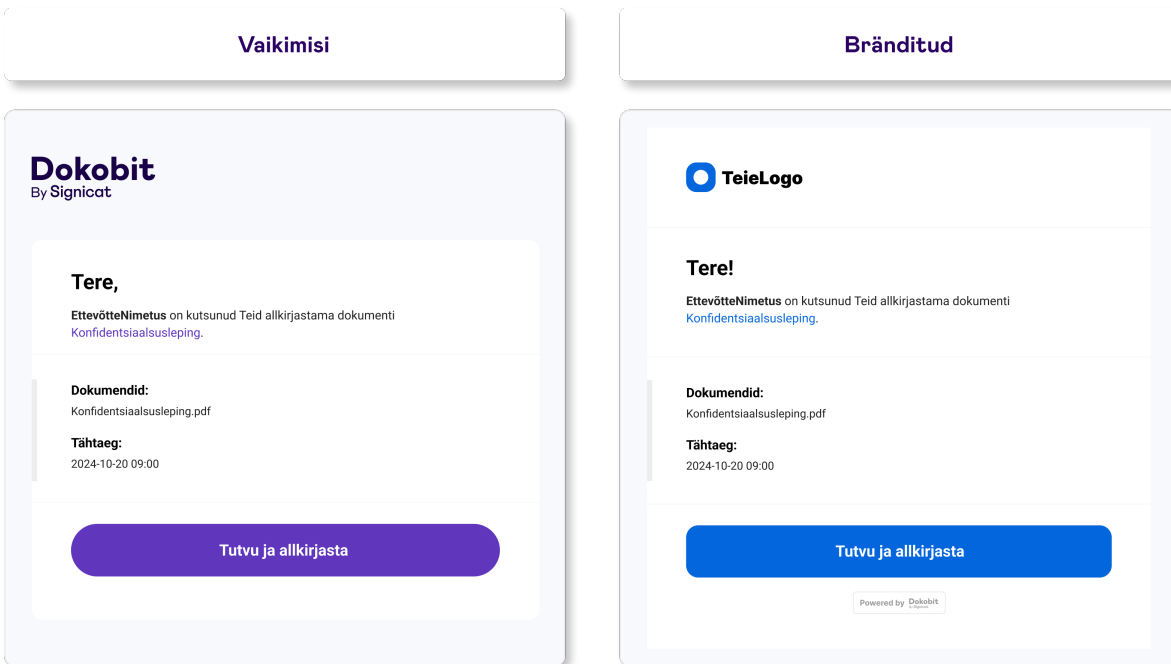 Vaikimisi
Dokobit
By Signicat
Tere,
EttevõtteNimetus on kutsunud Teid allkirjastama dokumenti
Konfidentsiaalsusleping.
Dokumendid:
Konfidentsiaalsusleping.pdf
Tähtaeg:
2024-10-20 09:00
Tutvu ja allkirjasta
Bränditud
TeieLogo
Tere!
EttevõtteNimetus on kutsunud Teid allkirjastama dokumenti
Konfidentsiaalsusleping.
Dokumendid:
Konfidentsiaalsusleping.pdf
Tähtaeg:
2024-10-20 09:00
Tutvu ja allkirjasta
Powered by Dokobit
By Signicat